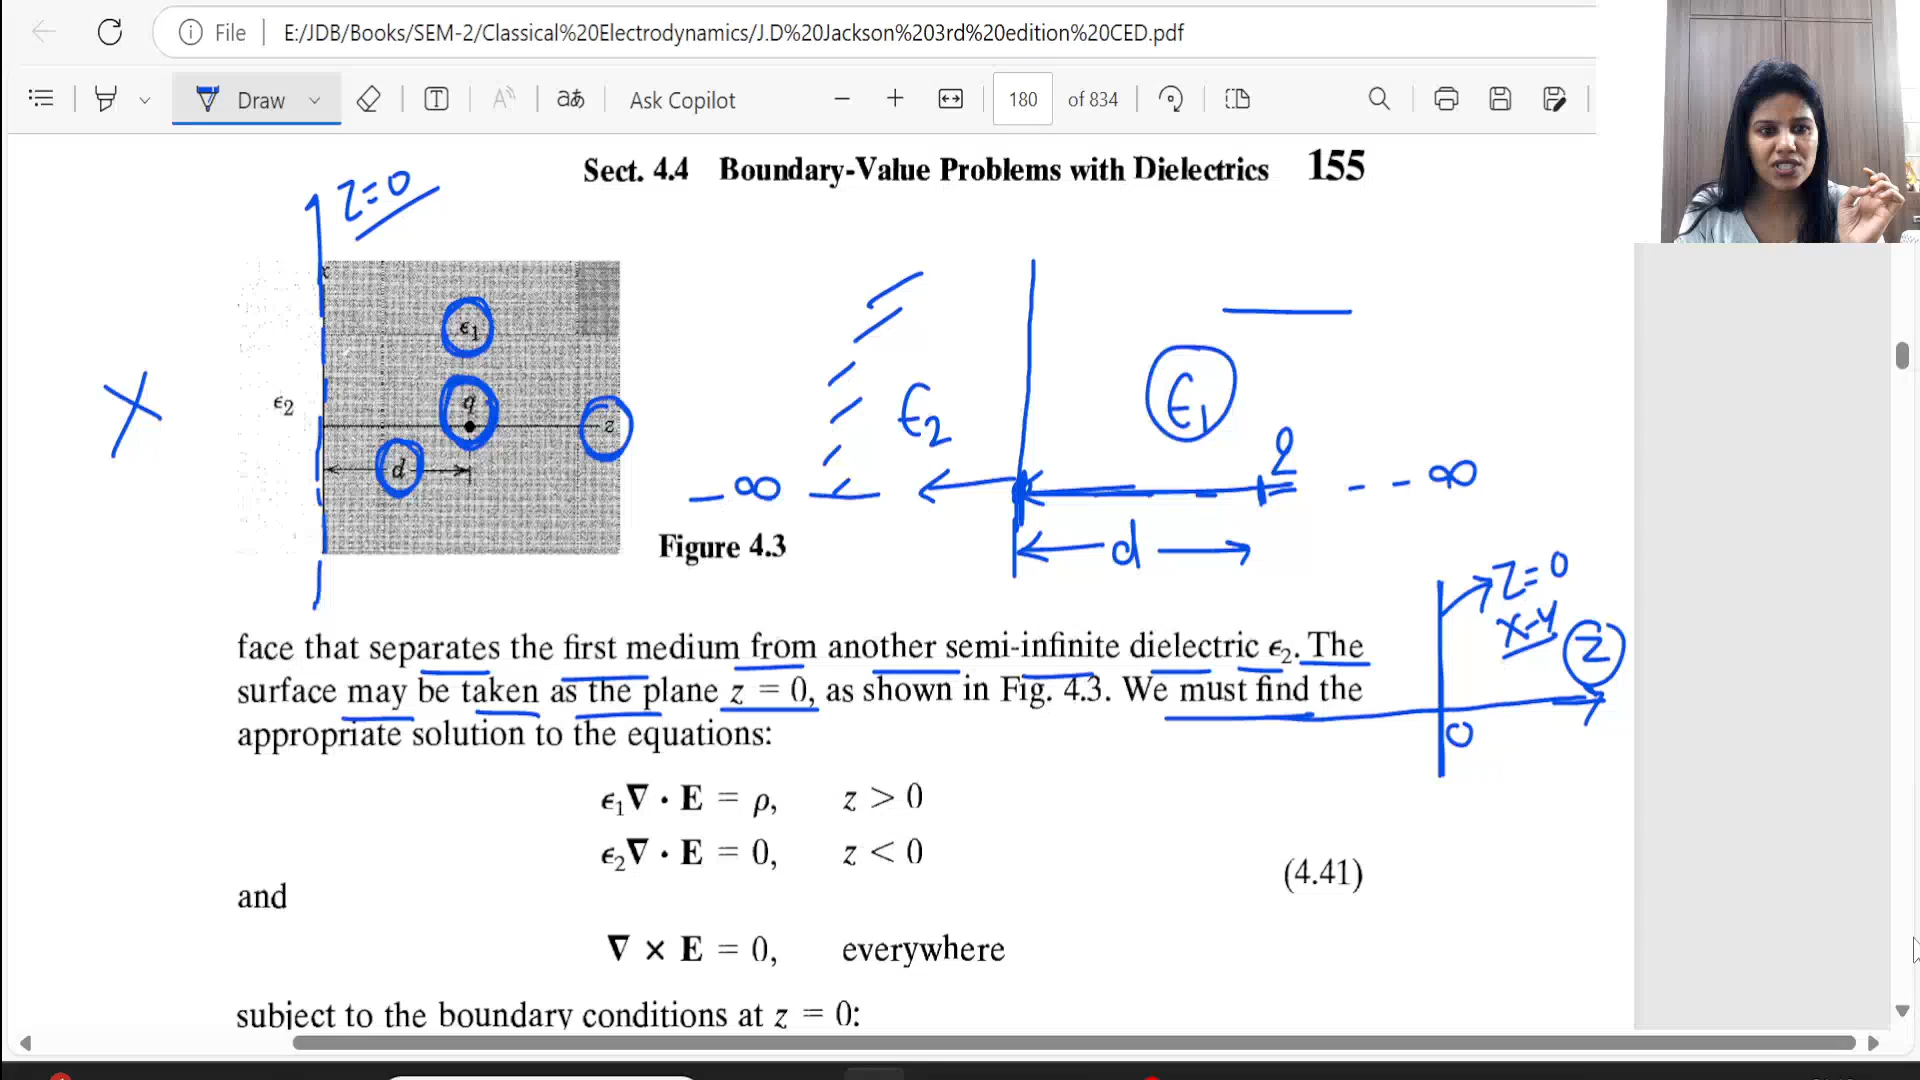 File E:/JDB/Books/SEM-2/Classical%20Electrodynamics/J.D%20Jackson%203rd%20edition%20CED.pdf
Draw T A aあ Ask Copilot 180 of 834
Sect. 4.4 Boundary-Value Problems with Dielectrics 155
z=0
x
ϵ₁
ϵ₂
q
z
d
ϵ₂
ϵ₁
q
-∞
- - ∞
d
Figure 4.3
z=0
x-y
z
0
face that separates the first medium from another semi-infinite dielectric ϵ₂. The
surface may be taken as the plane z = 0, as shown in Fig. 4.3. We must find the
appropriate solution to the equations:
ϵ₁∇ · E = ρ, z > 0
ϵ₂∇ · E = 0, z < 0
(4.41)
and
∇ × E = 0, everywhere
subject to the boundary conditions at z = 0: